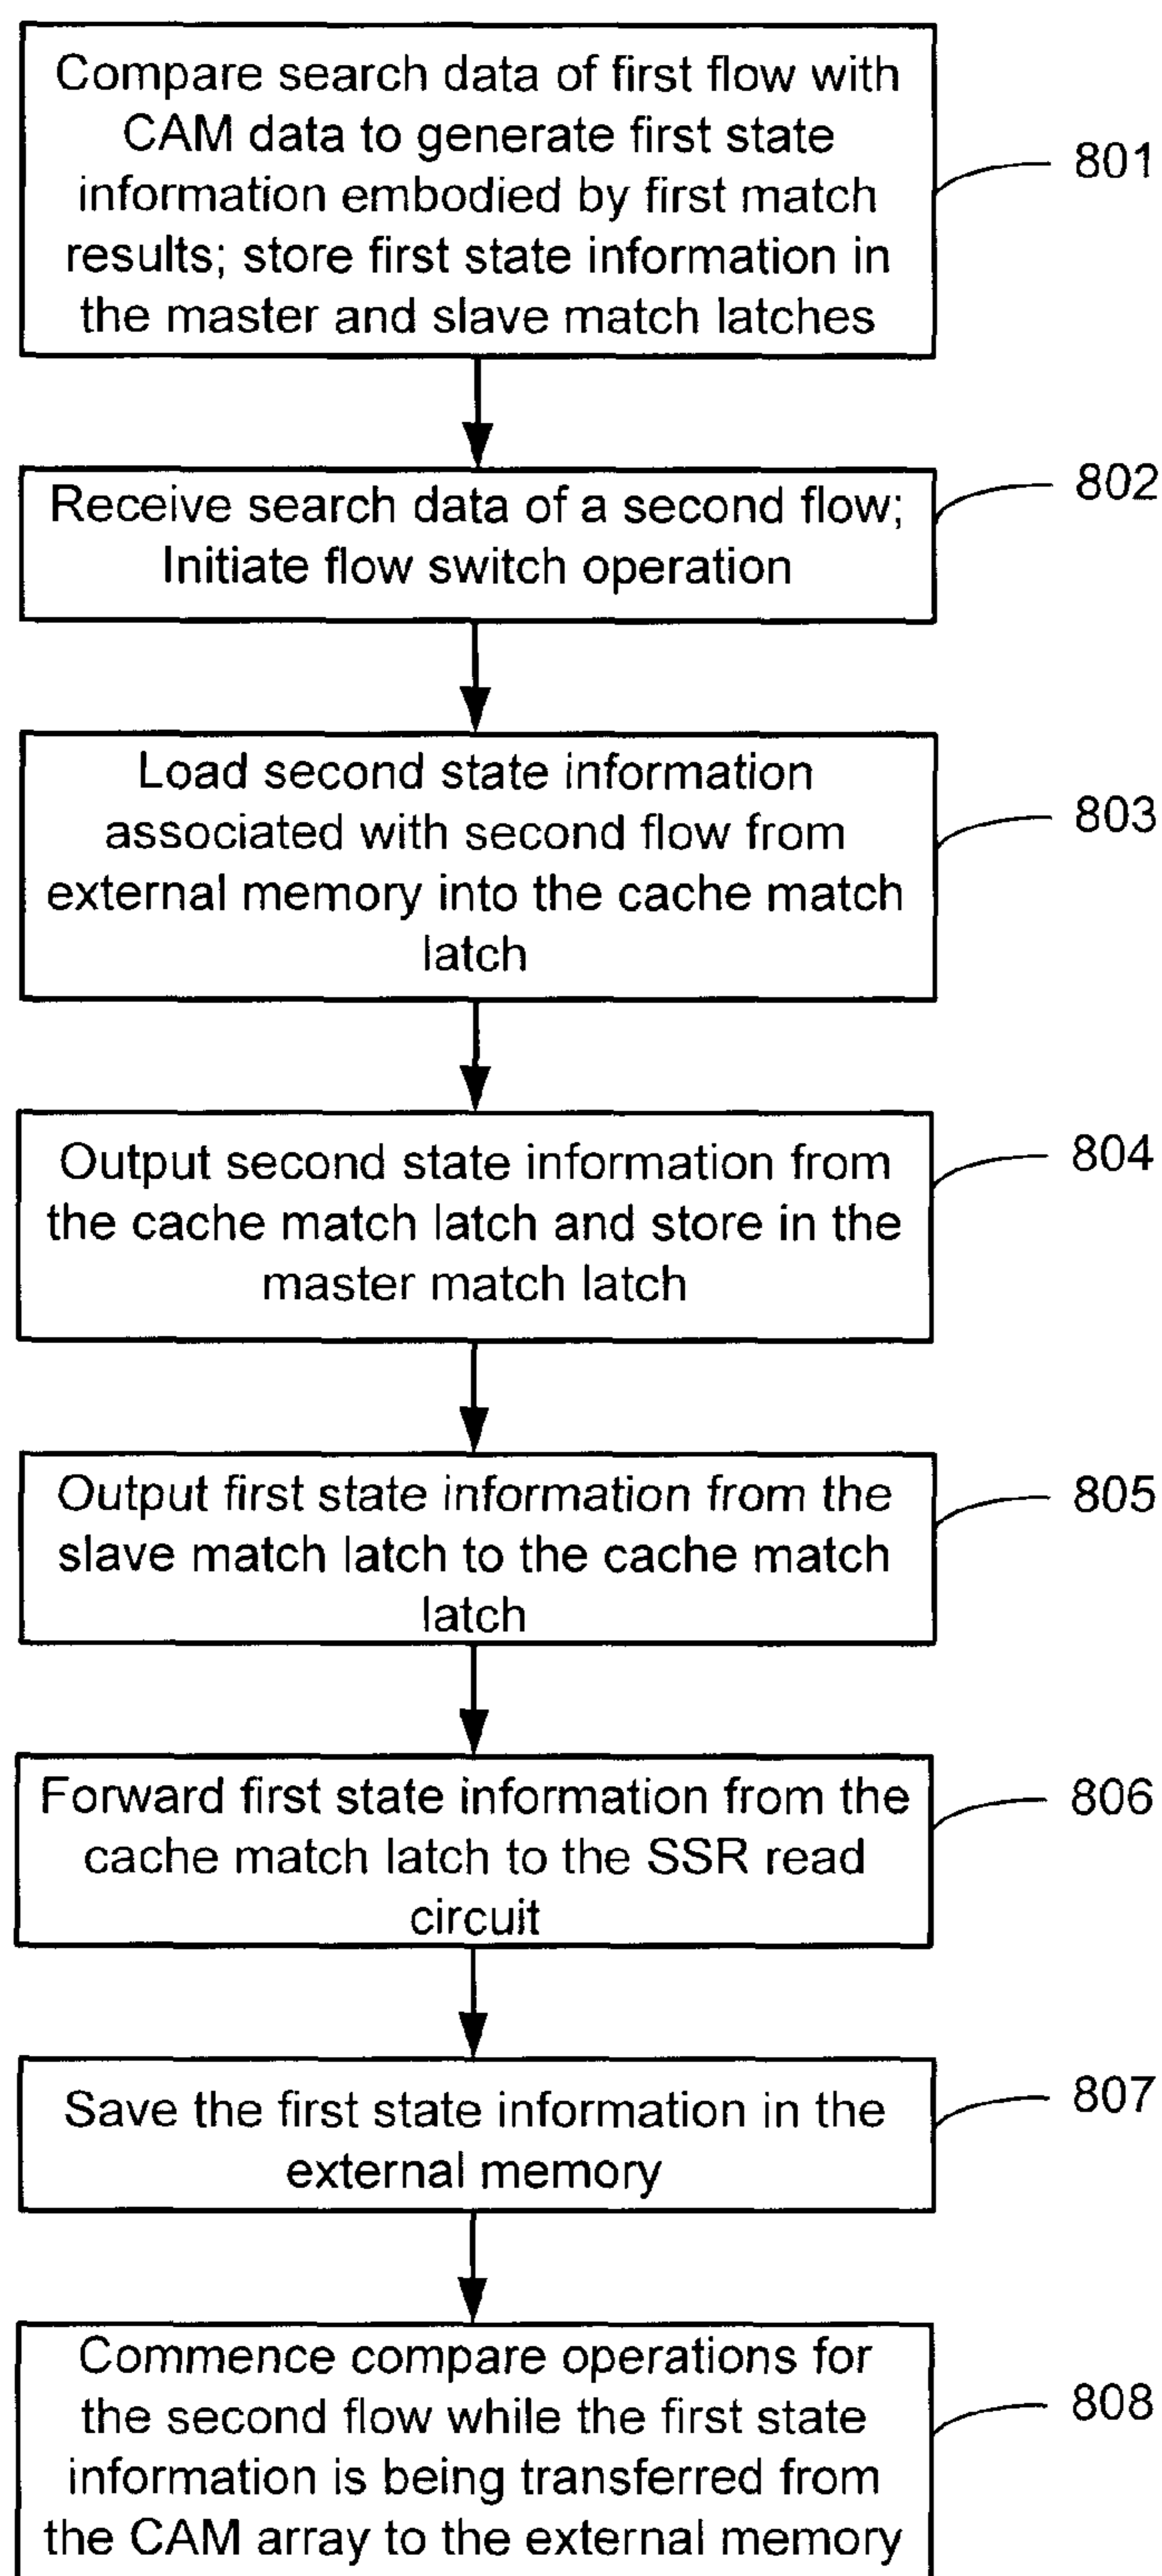 Compare search data of first flow with
CAM data to generate first state
information embodied by first match
results; store first state information in
the master and slave match latches
801
Receive search data of a second flow;
Initiate flow switch operation
802
Load second state information
associated with second flow from
external memory into the cache match
latch
803
Output second state information from
the cache match latch and store in the
master match latch
804
Output first state information from the
slave match latch to the cache match
latch
805
Forward first state information from the
cache match latch to the SSR read
circuit
806
Save the first state information in the
external memory
807
Commence compare operations for
the second flow while the first state
information is being transferred from
the CAM array to the external memory
808